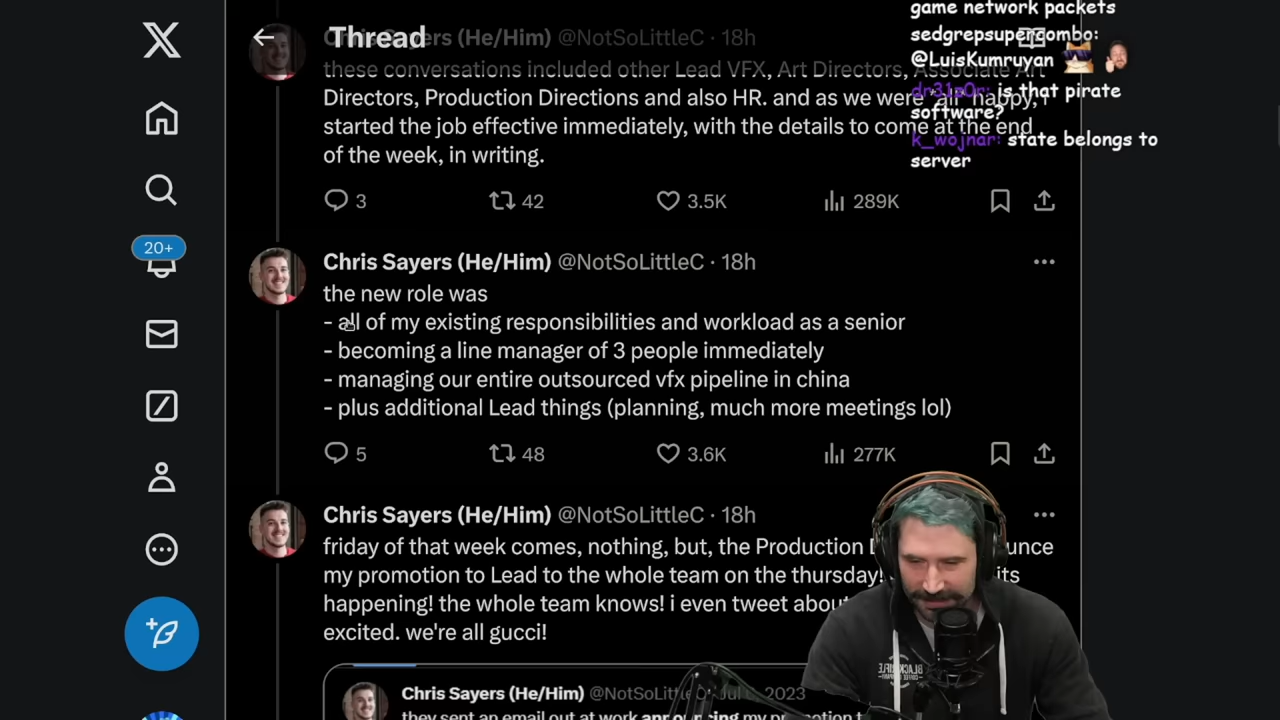 game network packets
sedgrepsupercombo:
@LuisKumruyan
dr31z0r: is that pirate
software?
k_wojnar: state belongs to
server
Thread
Chris Sayers (He/Him) @NotSoLittleC · 18h
these conversations included other Lead VFX, Art Directors, Associate Art
Directors, Production Directions and also HR. and as we were "all" happy, i
started the job effective immediately, with the details to come at the end
of the week, in writing.
3 42 3.5K 289K
20+
Chris Sayers (He/Him) @NotSoLittleC · 18h
the new role was
- all of my existing responsibilities and workload as a senior
- becoming a line manager of 3 people immediately
- managing our entire outsourced vfx pipeline in china
- plus additional Lead things (planning, much more meetings lol)
5 48 3.6K 277K
Chris Sayers (He/Him) @NotSoLittleC · 18h
friday of that week comes, nothing, but, the Production
my promotion to Lead to the whole team on the thursday! its
happening! the whole team knows! i even tweet
excited. we're all gucci!
Chris Sayers (He/Him) 2023
they sent an email out at work announcing my promotion